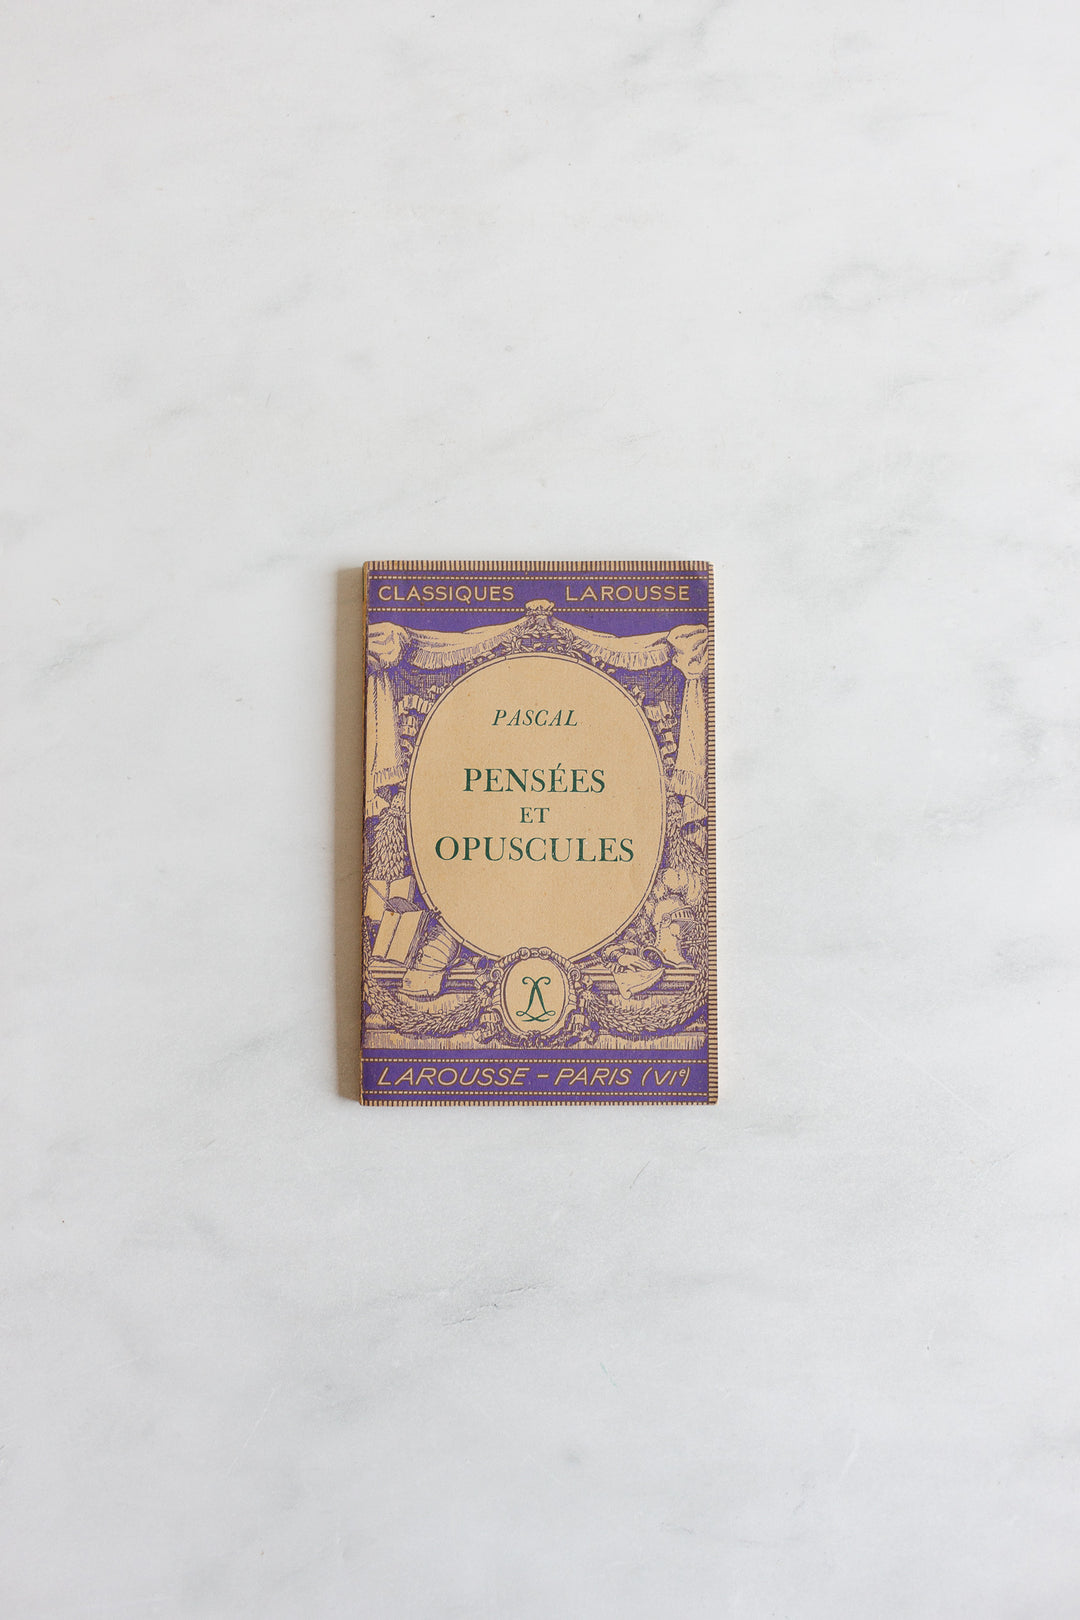 CLASSIQUES LAROUSSE
PASCAL
PENSÉES
ET
OPUSCULES
L
LAROUSSE - PARIS (VIe)